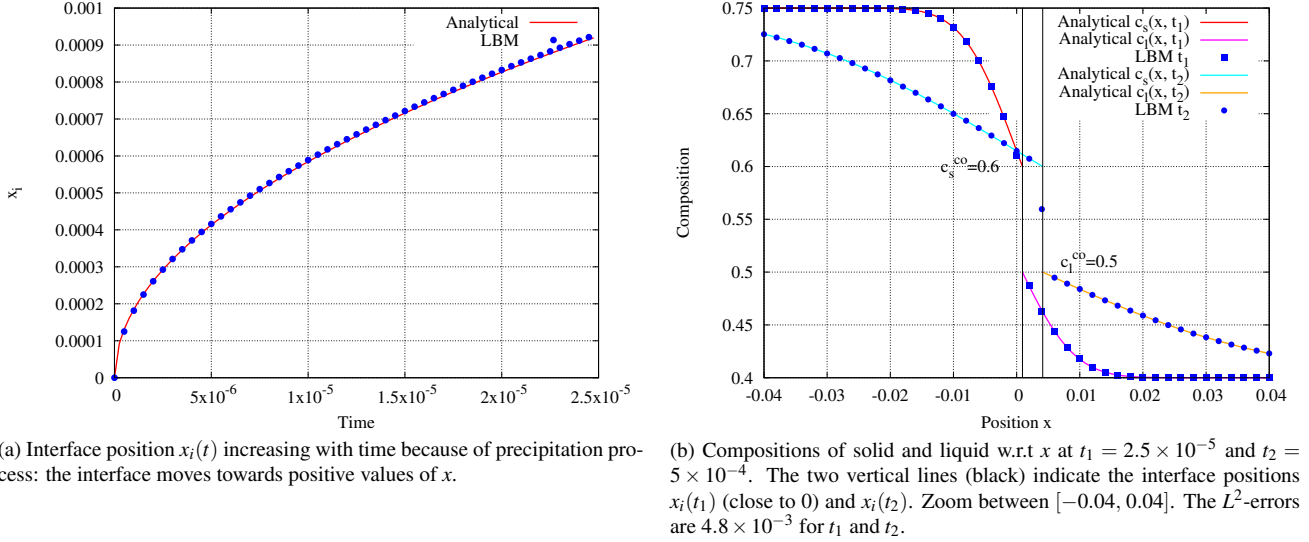 0.001
0.0009
0.0008
0.0007
0.0006
0.0005
0.0004
0.0003
0.0002
0.0001
0
x_i
Analytical
LBM
0
5x10^-6
1x10^-5
1.5x10^-5
2x10^-5
2.5x10^-5
Time
(a) Interface position x_i(t) increasing with time because of precipitation pro-
cess: the interface moves towards positive values of x.
0.75
0.7
0.65
0.6
0.55
0.5
0.45
0.4
Composition
Analytical c_s(x, t_1)
Analytical c_l(x, t_1)
LBM t_1
Analytical c_s(x, t_2)
Analytical c_l(x, t_2)
LBM t_2
c_s^co=0.6
c_l^co=0.5
-0.04
-0.03
-0.02
-0.01
0
0.01
0.02
0.03
0.04
Position x
(b) Compositions of solid and liquid w.r.t x at t_1 = 2.5 × 10^−5 and t_2 =
5 × 10^−4. The two vertical lines (black) indicate the interface positions
x_i(t_1) (close to 0) and x_i(t_2). Zoom between [−0.04, 0.04]. The L^2-errors
are 4.8 × 10^−3 for t_1 and t_2.